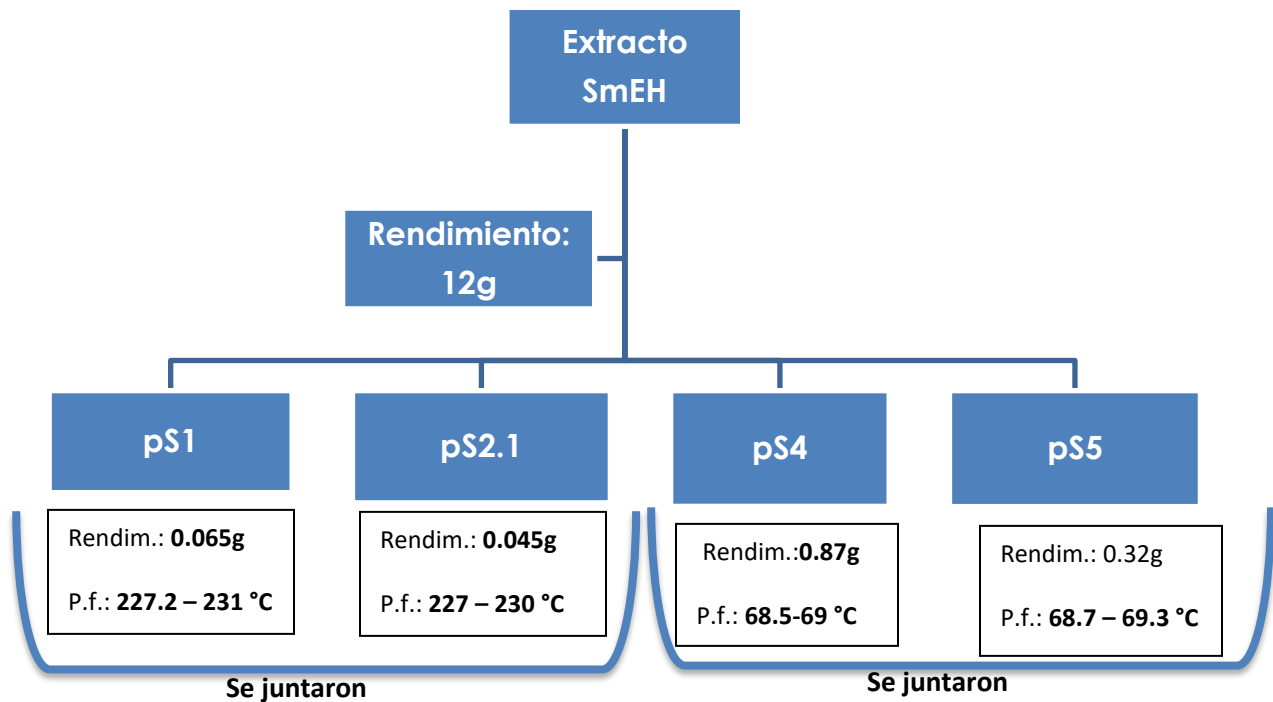 Extracto
SmEH
Rendimiento:
12g
pS1
pS2.1
pS4
pS5
Rendim.: 0.065g
P.f.: 227.2 – 231 °C
Rendim.: 0.045g
P.f.: 227 – 230 °C
Rendim.:0.87g
P.f.: 68.5-69 °C
Rendim.: 0.32g
P.f.: 68.7 – 69.3 °C
Se juntaron
Se juntaron